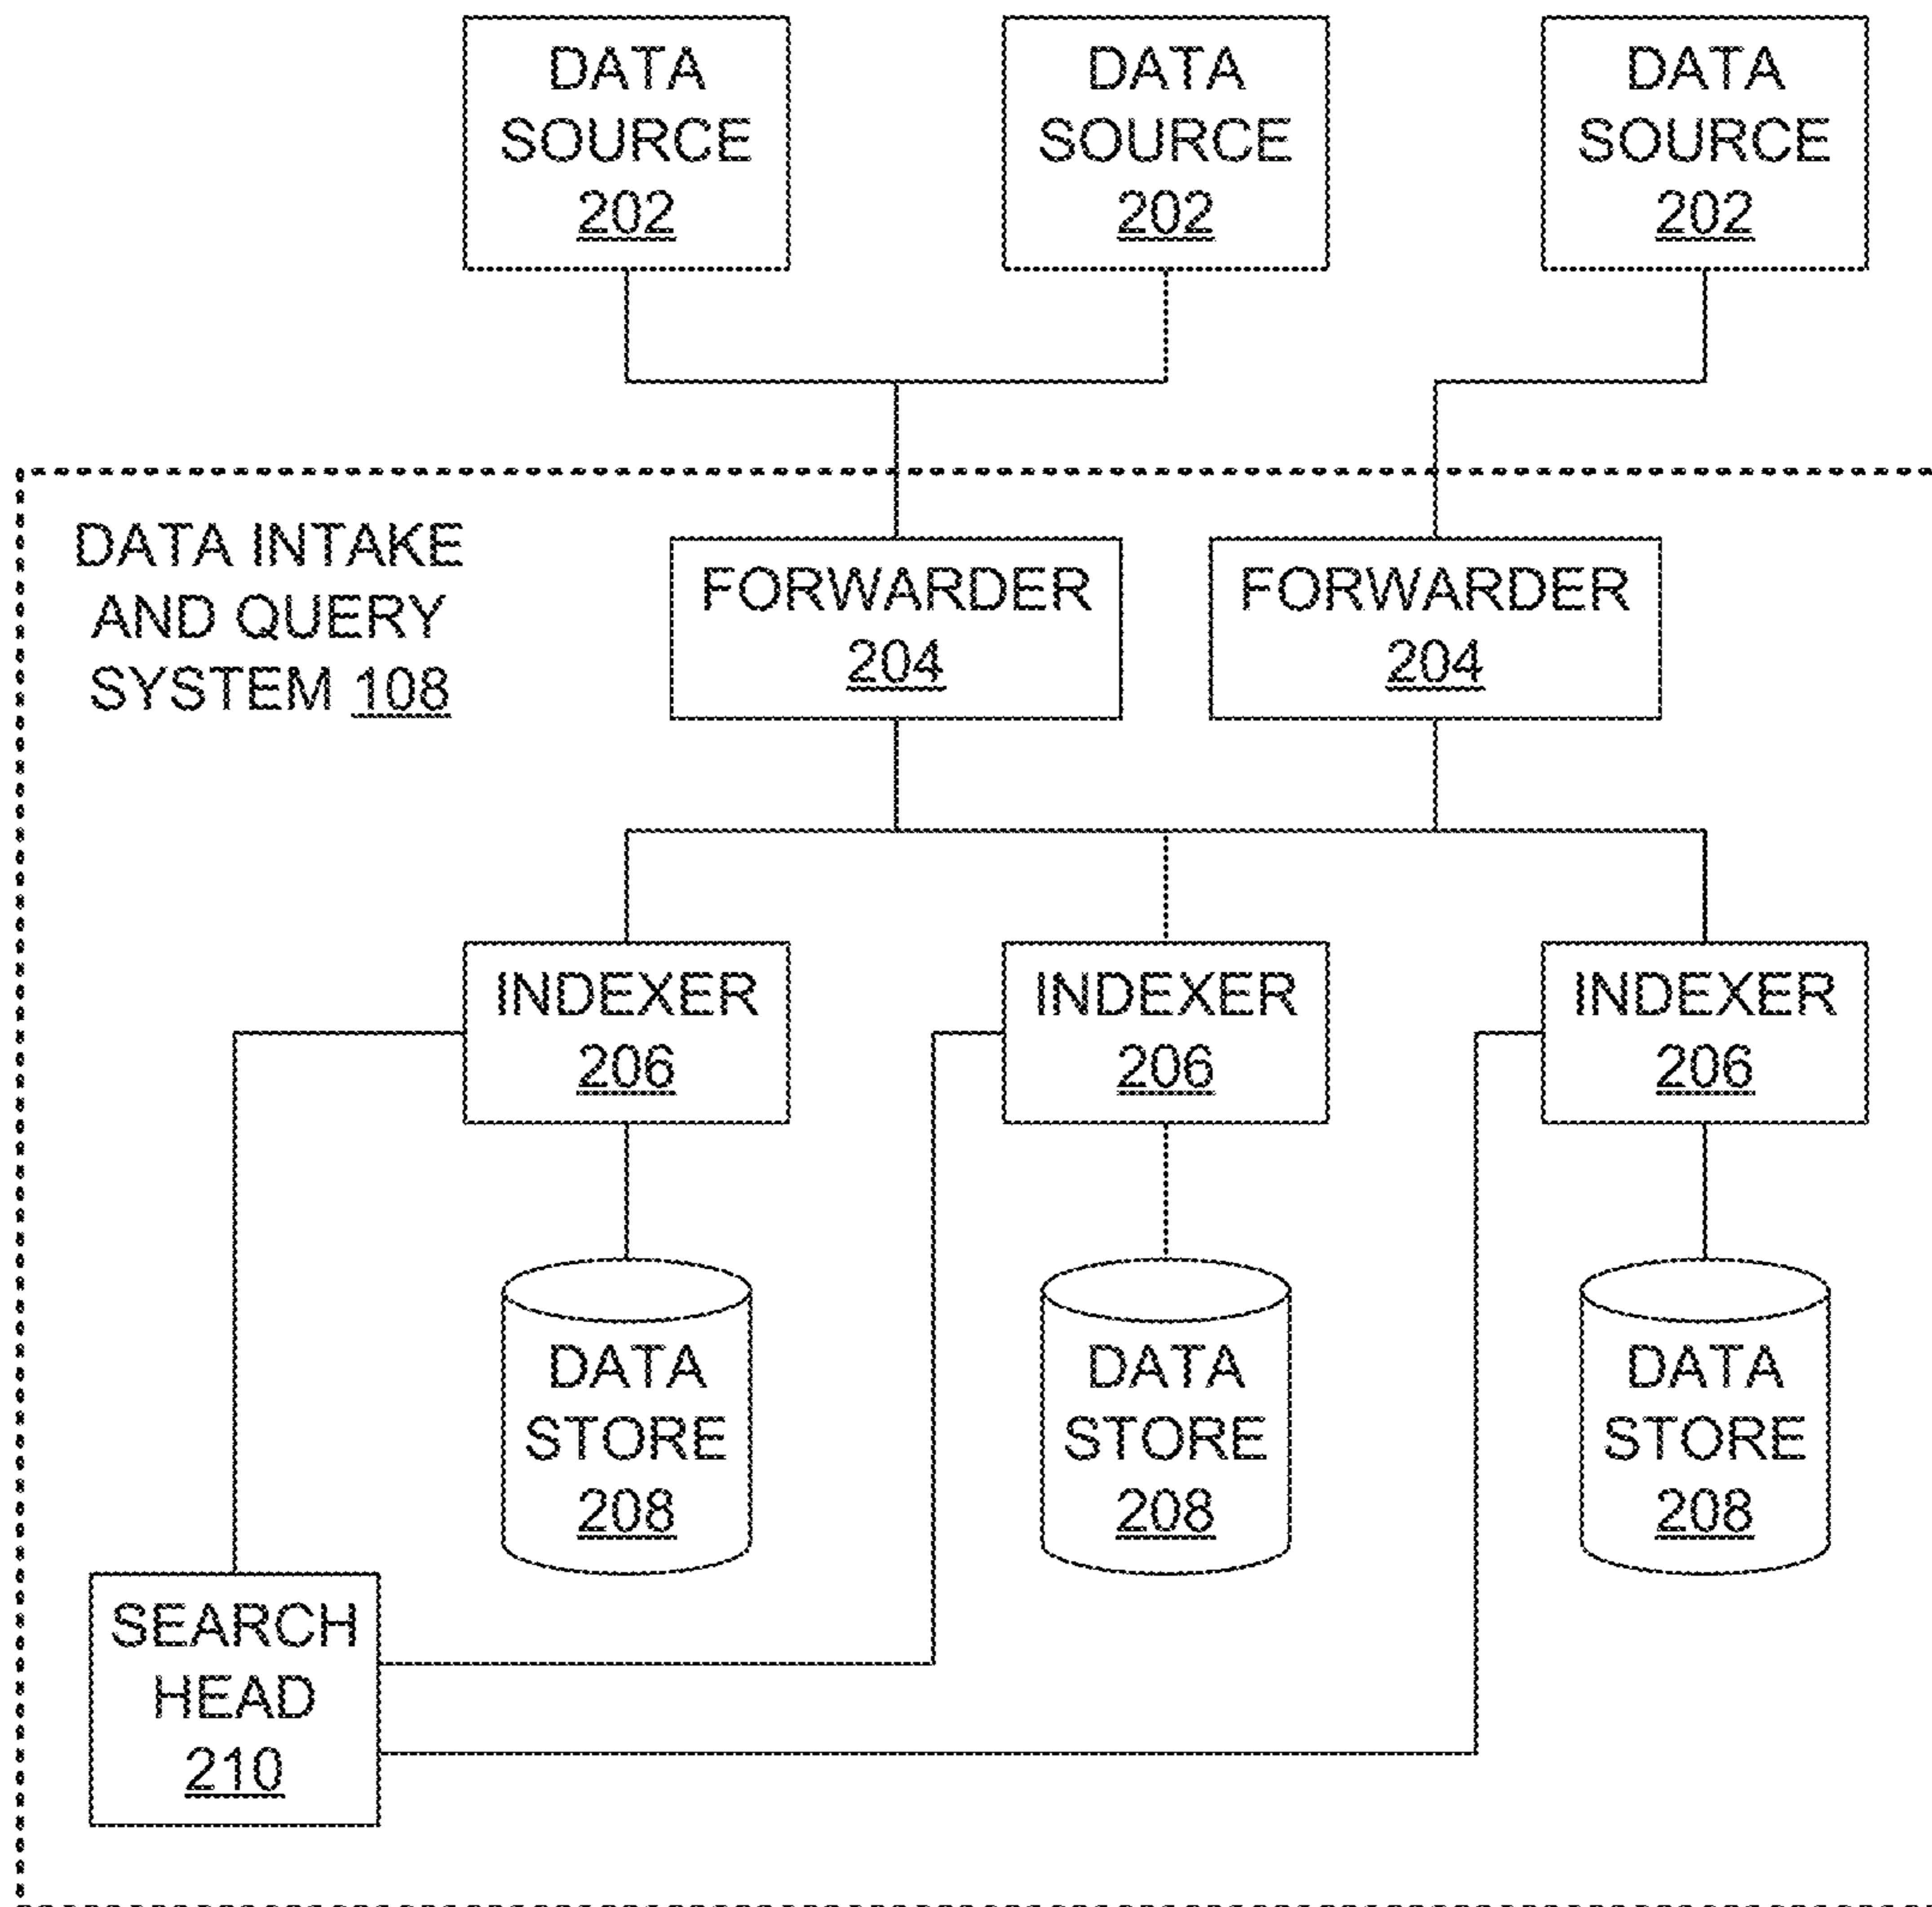 DATA
SOURCE
202
DATA
SOURCE
202
DATA
SOURCE
202
DATA INTAKE
AND QUERY
SYSTEM 108
FORWARDER
204
FORWARDER
204
INDEXER
206
INDEXER
206
INDEXER
206
DATA
STORE
208
DATA
STORE
208
DATA
STORE
208
SEARCH
HEAD
210